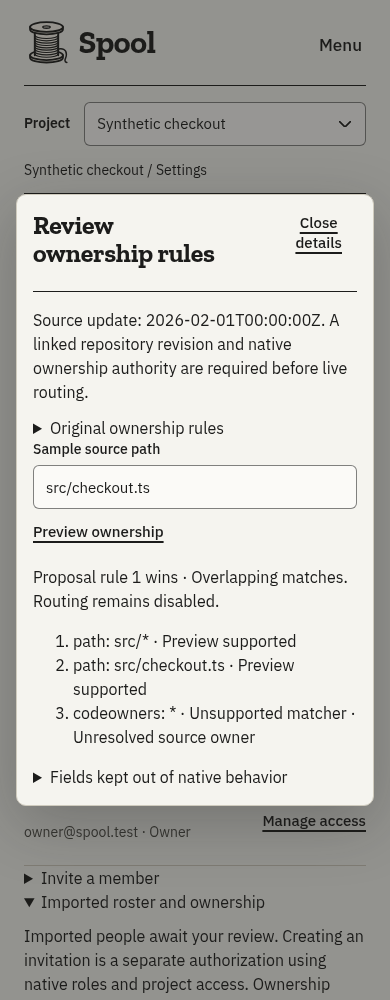 Spool
Menu
Project
Synthetic checkout
Synthetic checkout / Settings
Review
ownership rules
Close
details
Source update: 2026-02-01T00:00:00Z. A
linked repository revision and native
ownership authority are required before live
routing.
Original ownership rules
Sample source path
src/checkout.ts
Preview ownership
Proposal rule 1 wins · Overlapping matches.
Routing remains disabled.
1. path: src/* · Preview supported
2. path: src/checkout.ts · Preview
supported
3. codeowners: * · Unsupported matcher ·
Unresolved source owner
Fields kept out of native behavior
owner@spool.test · Owner
Manage access
Invite a member
Imported roster and ownership
Imported people await your review. Creating an
invitation is a separate authorization using
native roles and project access. Ownership